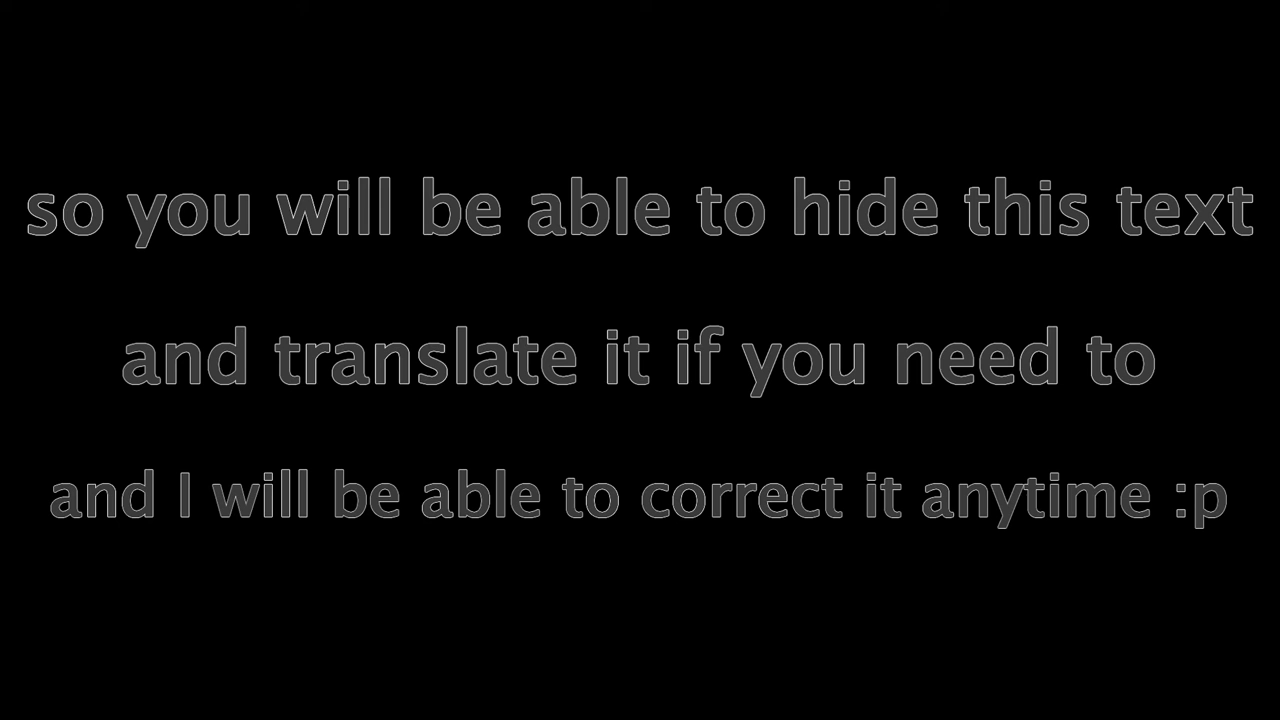 so you will be able to hide this text
and translate it if you need to
and I will be able to correct it anytime :p